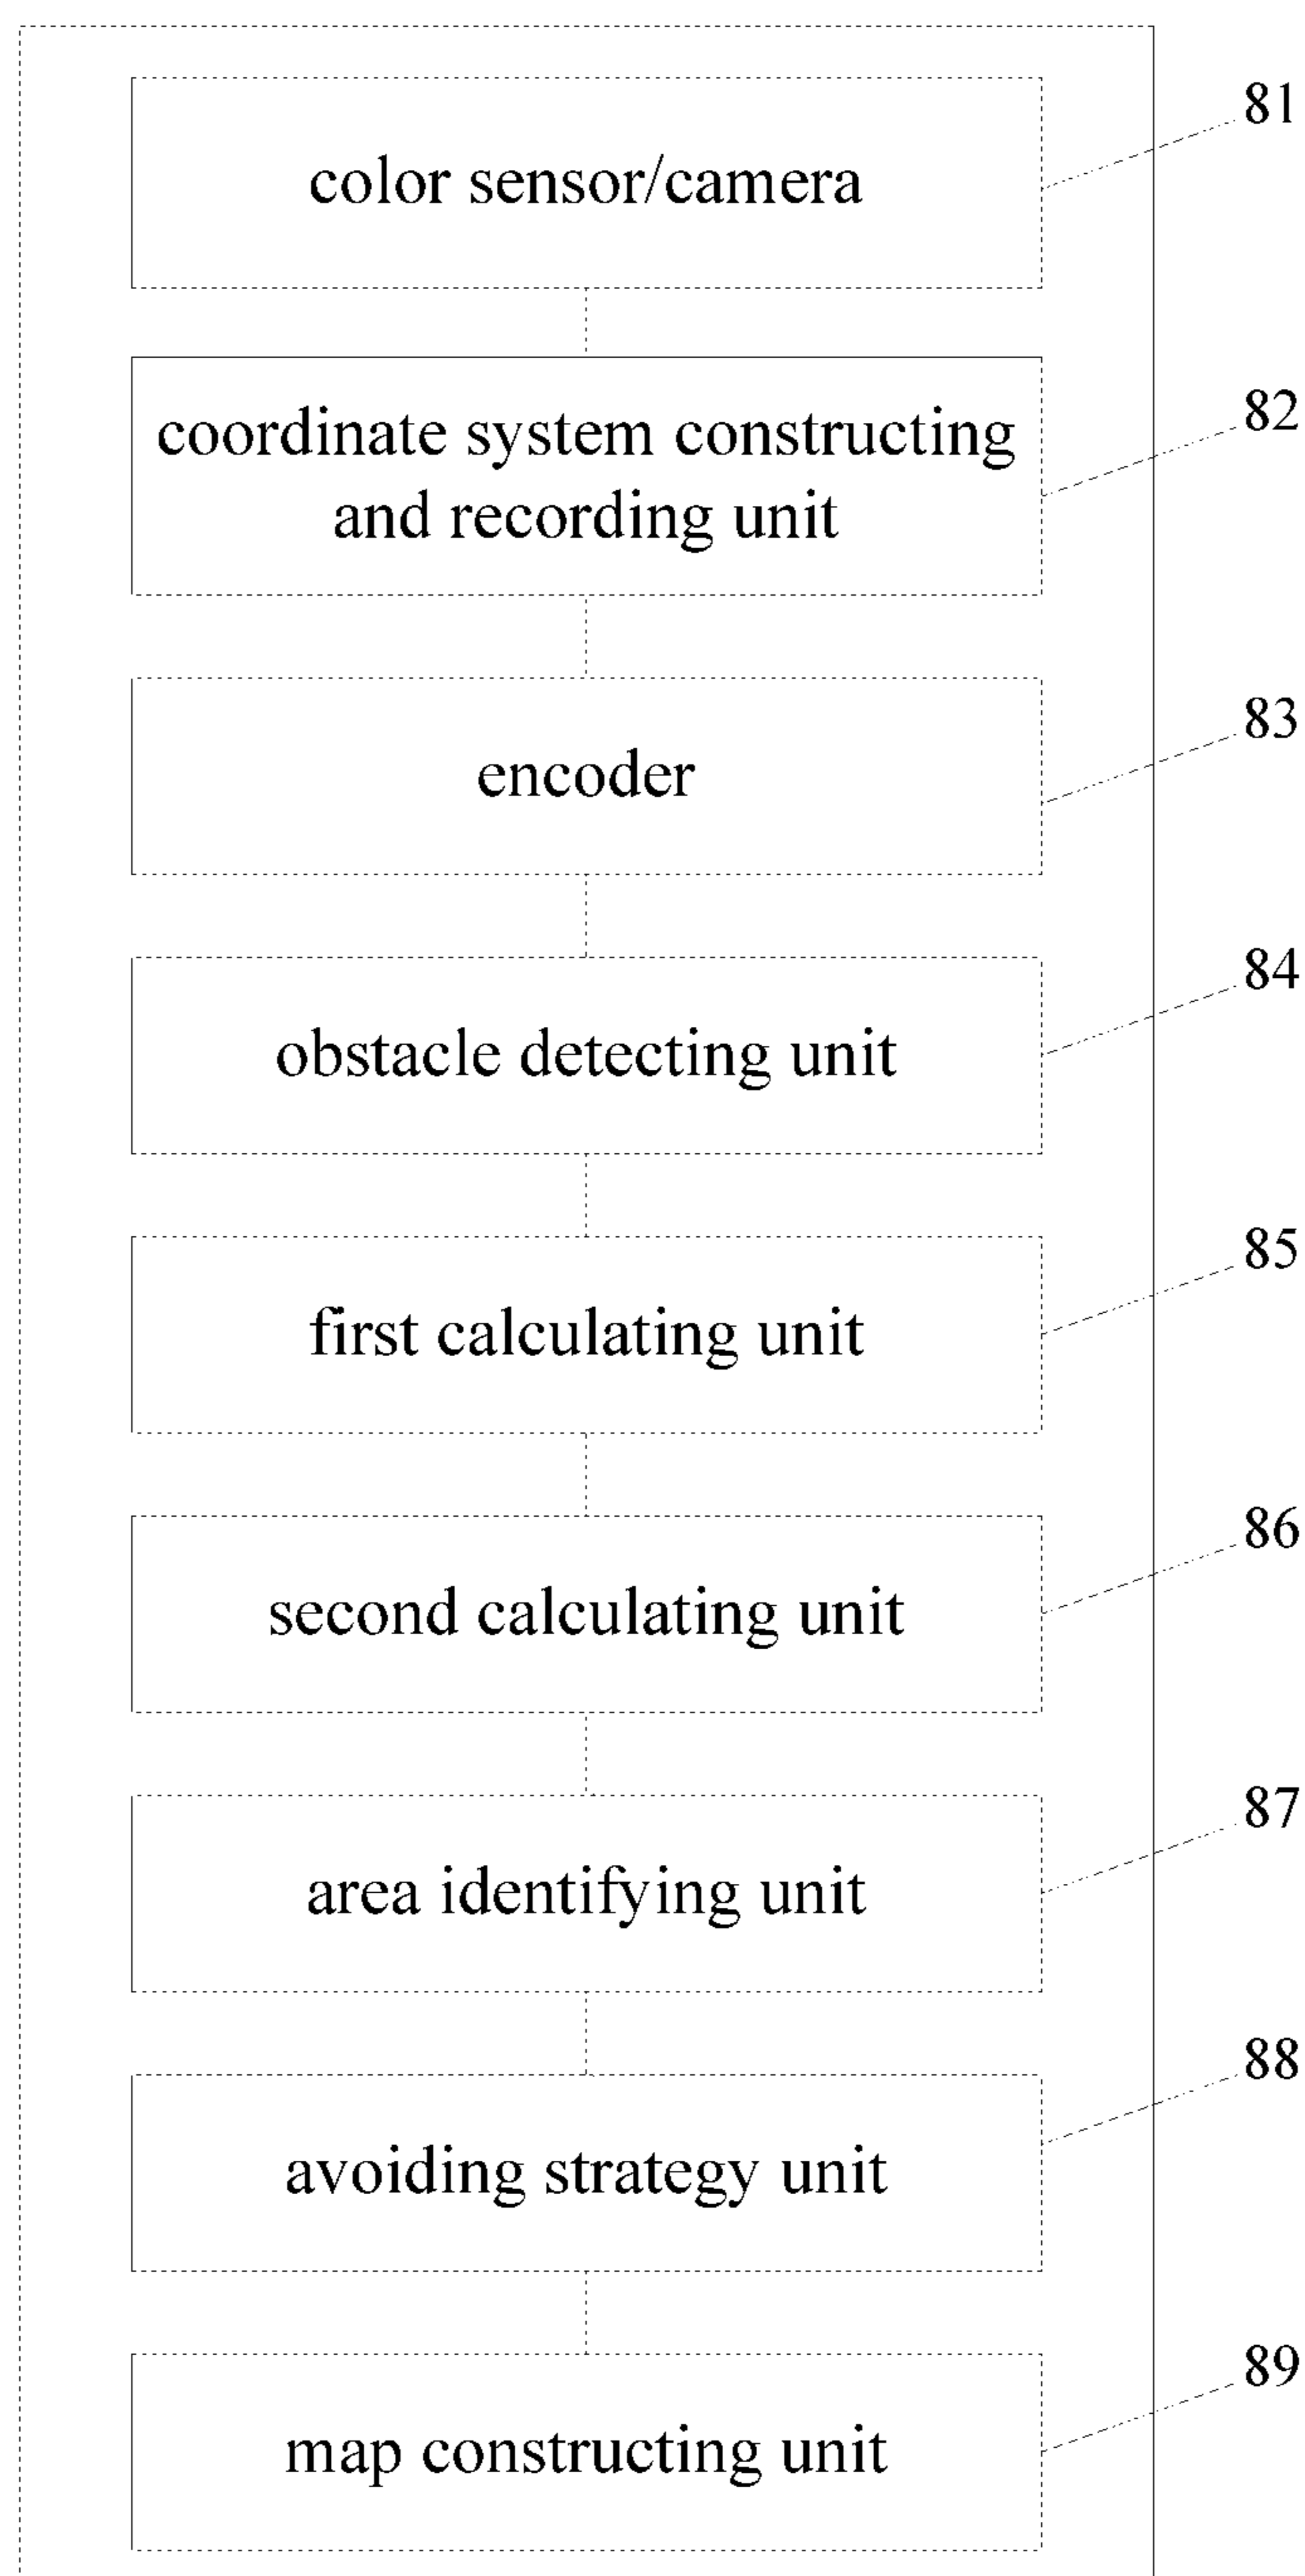 color sensor/camera
81
coordinate system constructing
and recording unit
82
encoder
83
obstacle detecting unit
84
first calculating unit
85
second calculating unit
86
area identifying unit
87
avoiding strategy unit
88
map constructing unit
89